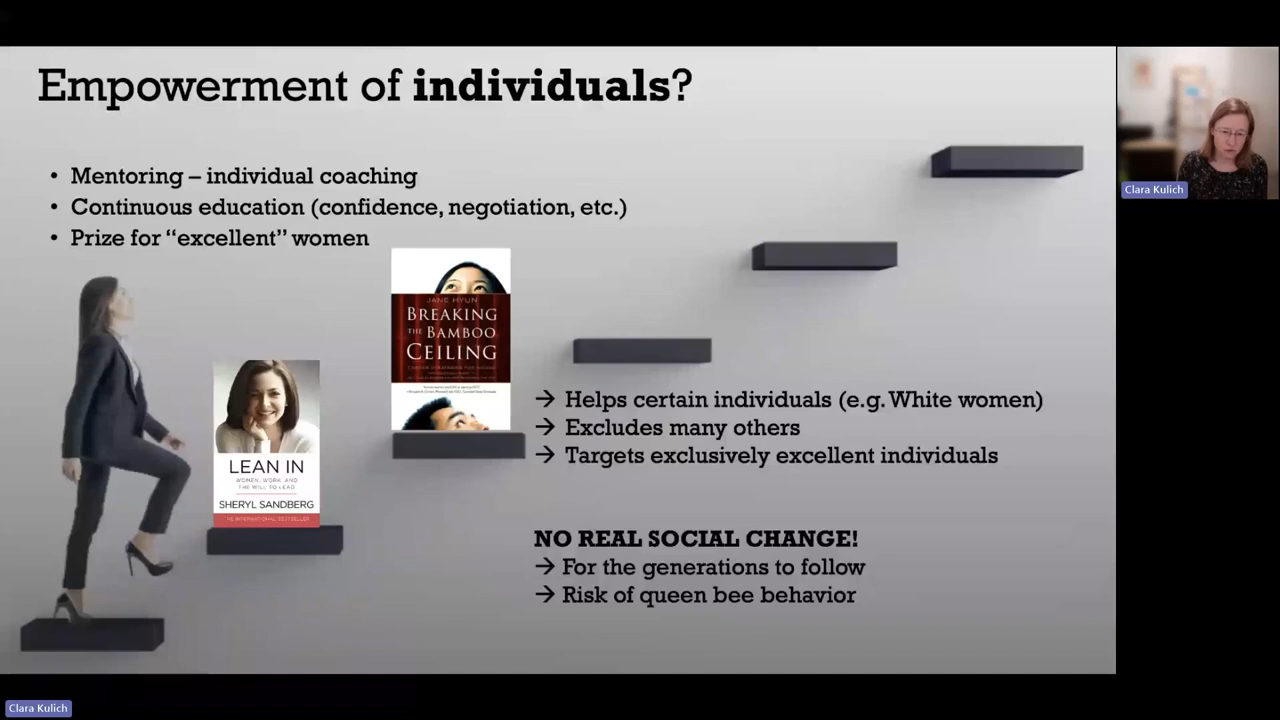 Empowerment of individuals?
• Mentoring – individual coaching
• Continuous education (confidence, negotiation, etc.)
• Prize for “excellent” women
Clara Kulich
JANE HYUN
BREAKING
THE BAMBOO
CEILING
LEAN IN
WOMEN, WORK, AND
THE WILL TO LEAD
SHERYL SANDBERG
→ Helps certain individuals (e.g. White women)
→ Excludes many others
→ Targets exclusively excellent individuals
NO REAL SOCIAL CHANGE!
→ For the generations to follow
→ Risk of queen bee behavior
Clara Kulich